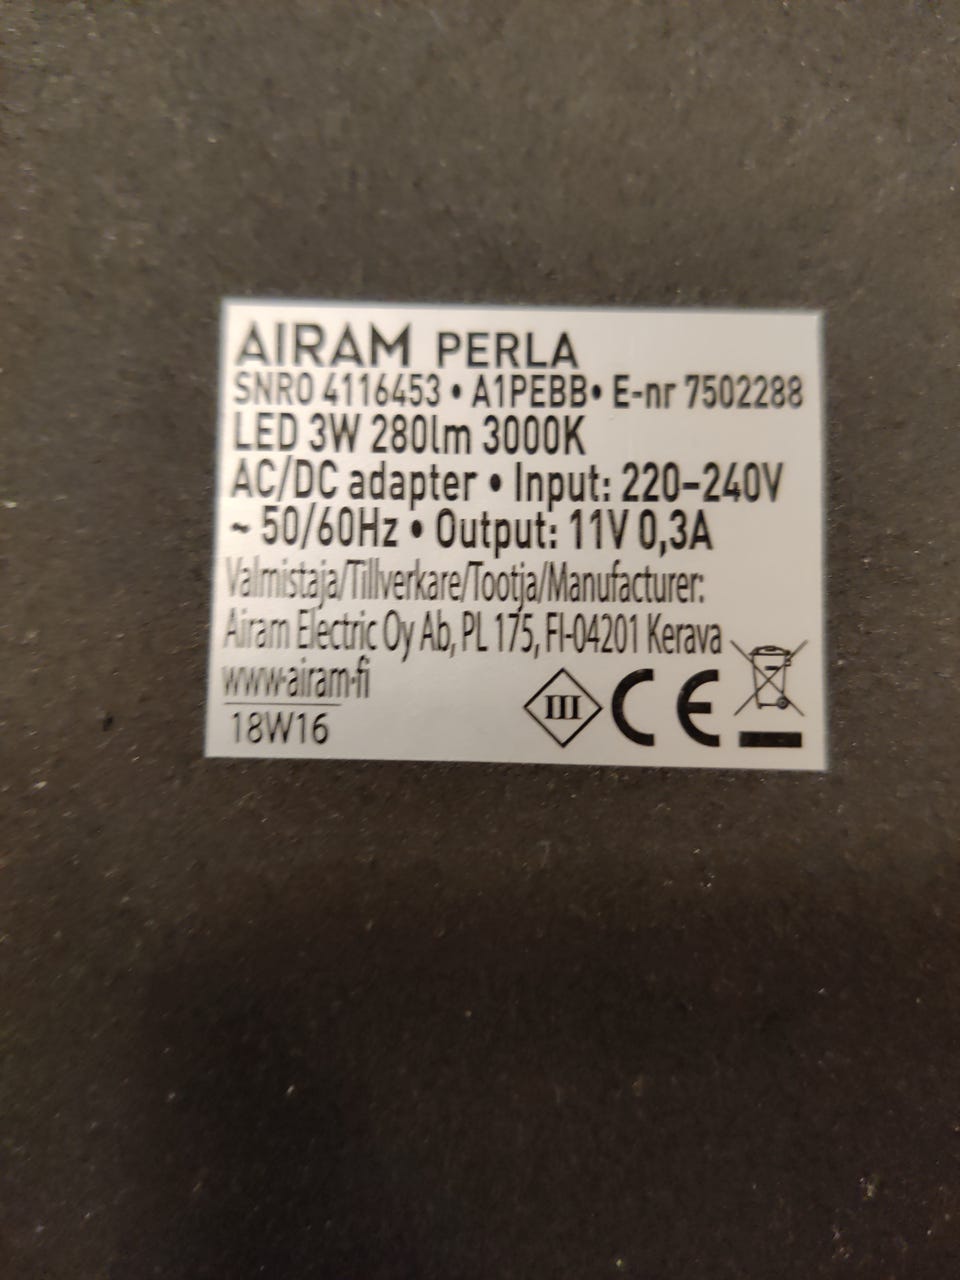 AIRAM PERLA
SNRO 4116453 • A1PEBB• E-nr 7502288
LED 3W 280lm 3000K
AC/DC adapter • Input: 220-240V
~ 50/60Hz • Output: 11V 0,3A
Valmistaja/Tillverkare/Tootja/Manufacturer:
Airam Electric Oy Ab, PL 175, FI-04201 Kerava
www.airam.fi
18W16
III CE